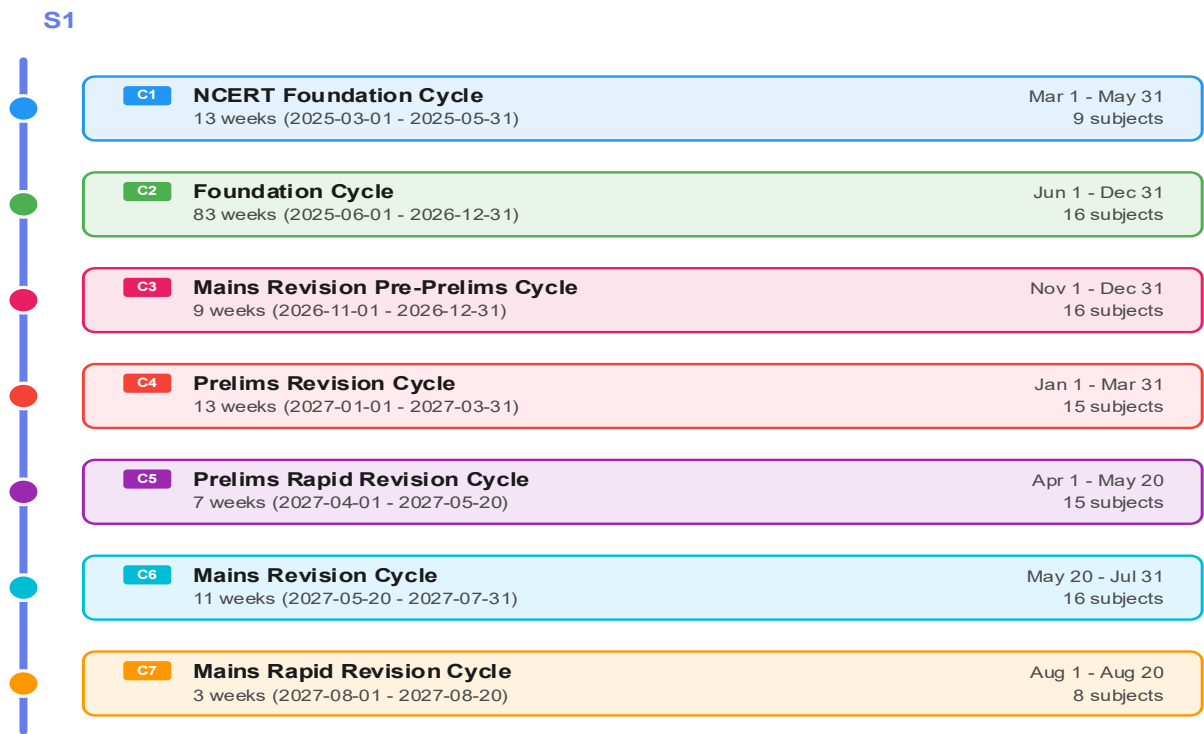 S1
C1 NCERT Foundation Cycle Mar 1 - May 31
13 weeks (2025-03-01 - 2025-05-31) 9 subjects
C2 Foundation Cycle Jun 1 - Dec 31
83 weeks (2025-06-01 - 2026-12-31) 16 subjects
C3 Mains Revision Pre-Prelims Cycle Nov 1 - Dec 31
9 weeks (2026-11-01 - 2026-12-31) 16 subjects
C4 Prelims Revision Cycle Jan 1 - Mar 31
13 weeks (2027-01-01 - 2027-03-31) 15 subjects
C5 Prelims Rapid Revision Cycle Apr 1 - May 20
7 weeks (2027-04-01 - 2027-05-20) 15 subjects
C6 Mains Revision Cycle May 20 - Jul 31
11 weeks (2027-05-20 - 2027-07-31) 16 subjects
C7 Mains Rapid Revision Cycle Aug 1 - Aug 20
3 weeks (2027-08-01 - 2027-08-20) 8 subjects